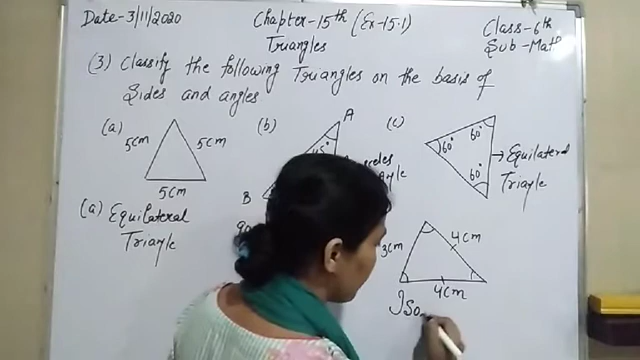 Date-3/11/2020
Chapter-15th (Ex-15.1)
Triangles
Class-6th
Sub-Math
(3) Classify the following Triangles on the basis of
Sides and angles
(a)
5cm
5cm
5cm
(a) Equilateral
Triangle
(b)
A
45°
B
90°
(c)
60°
60°
60°
Equilateral
Triangle
3cm
4cm
4cm
Iso